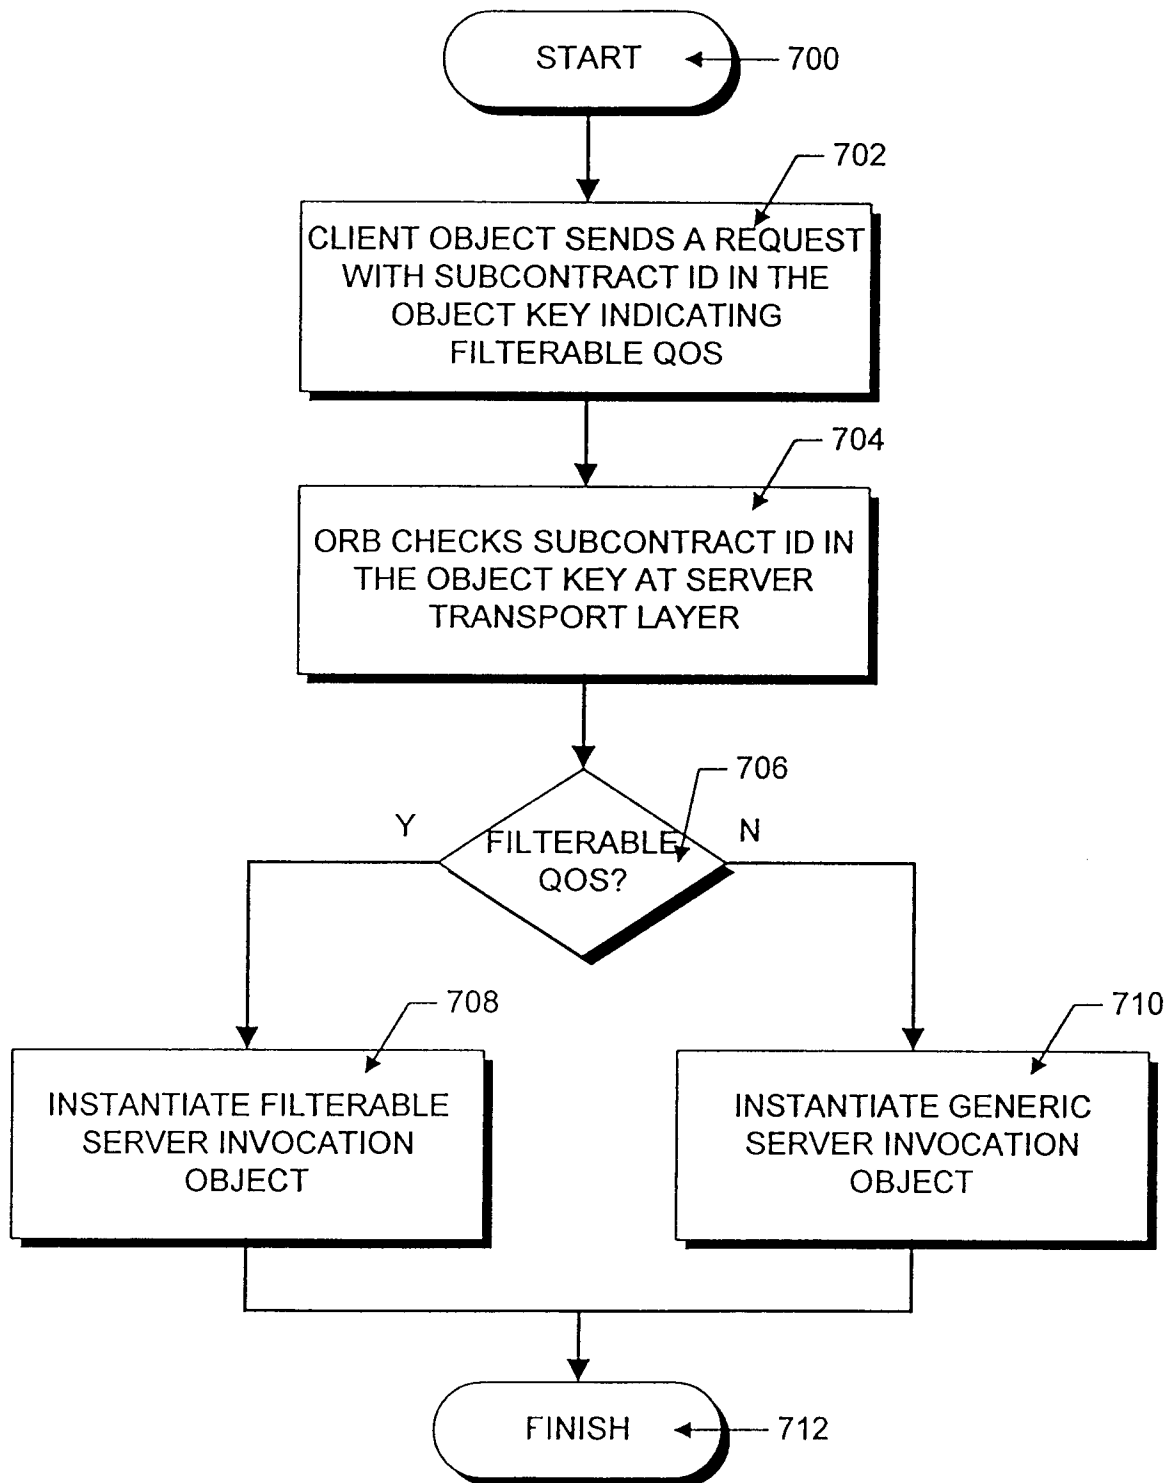 START
700
702
CLIENT OBJECT SENDS A REQUEST
WITH SUBCONTRACT ID IN THE
OBJECT KEY INDICATING
FILTERABLE QOS
704
ORB CHECKS SUBCONTRACT ID IN
THE OBJECT KEY AT SERVER
TRANSPORT LAYER
706
Y
N
FILTERABLE
QOS?
708
710
INSTANTIATE FILTERABLE
SERVER INVOCATION
OBJECT
INSTANTIATE GENERIC
SERVER INVOCATION
OBJECT
FINISH
712